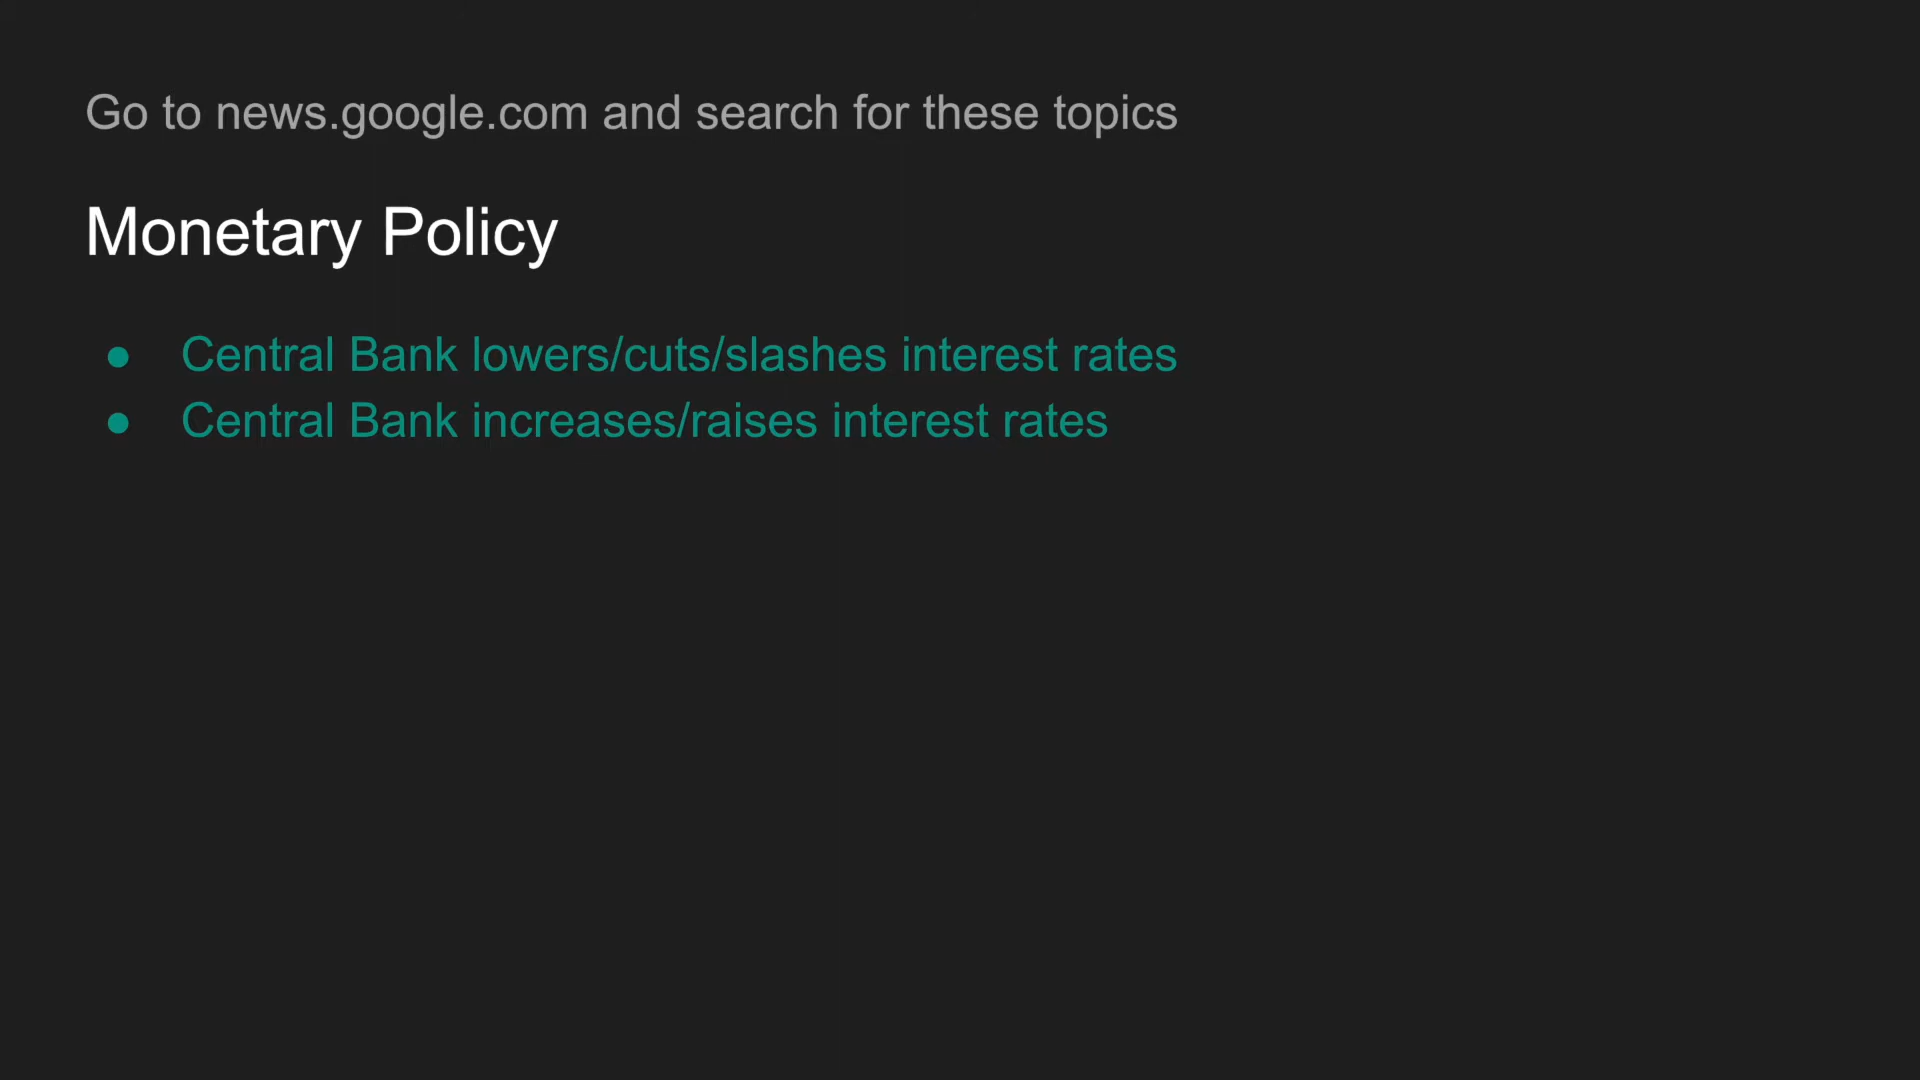 Go to news.google.com and search for these topics
Monetary Policy
● Central Bank lowers/cuts/slashes interest rates
● Central Bank increases/raises interest rates